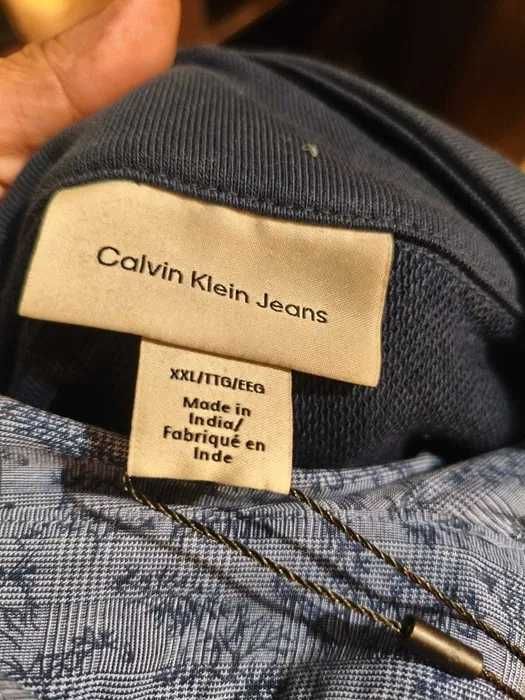 Calvin Klein Jeans
XXL/TTG/EEG
Made in
India/
Fabriqué en
Inde